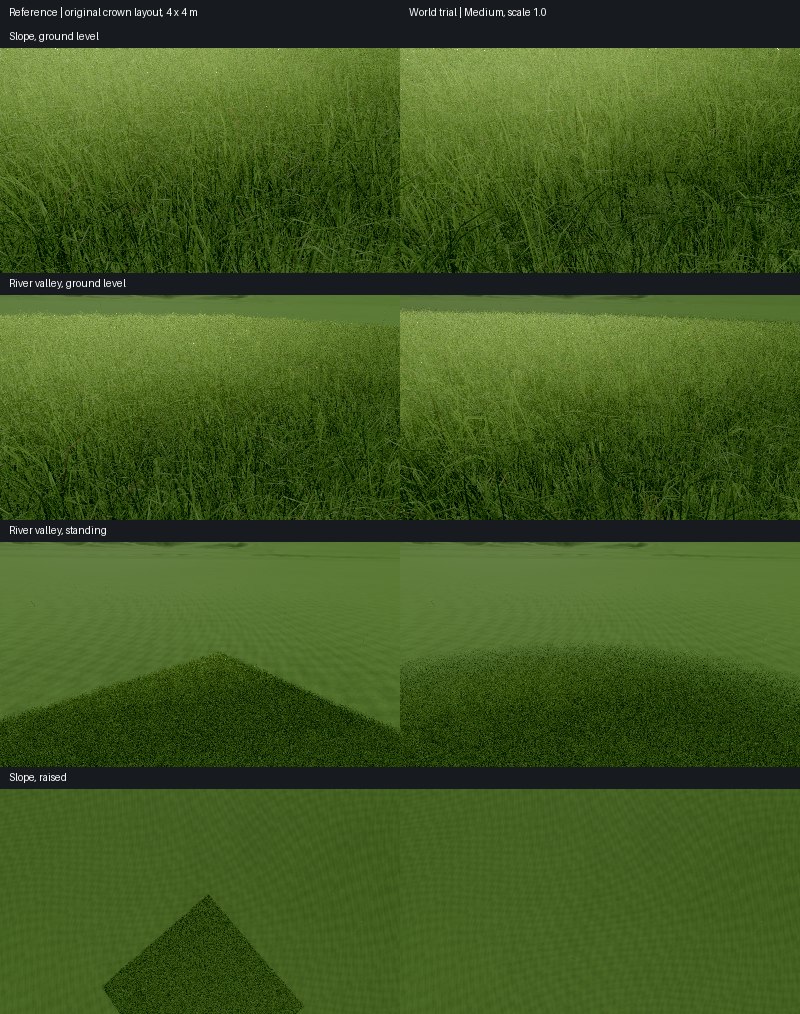 Reference | original crown layout, 4 x 4 m
World trial | Medium, scale 1.0
Slope, ground level
River valley, ground level
River valley, standing
Slope, raised